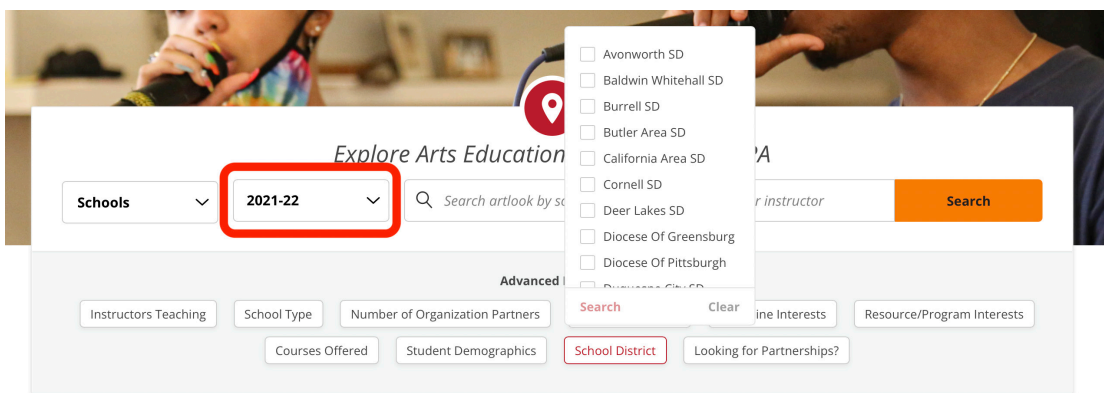 Avonworth SD
Baldwin Whitehall SD
Burrell SD
Butler Area SD
California Area SD
Cornell SD
Deer Lakes SD
Diocese Of Greensburg
Diocese Of Pittsburgh
Duquesne City SD
Search Clear
Explore Arts Education PA
Schools
2021-22
Search artlook by r instructor
Search
Advanced
Instructors Teaching
School Type
Number of Organization Partners
ine Interests
Resource/Program Interests
Courses Offered
Student Demographics
School District
Looking for Partnerships?